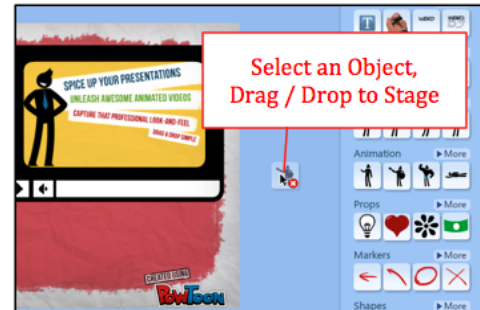 SPICE UP YOUR PRESENTATIONS
UNLEASH AWESOME ANIMATED VIDEOS
CAPTURE THAT PROFESSIONAL LOOK-AND-FEEL
DRAG & DROP SIMPLE
CREATED USING
POWTOON
T
VIDEO
Select an Object,
Drag / Drop to Stage
Animation
More
Props
More
Markers
More
Shapes
More